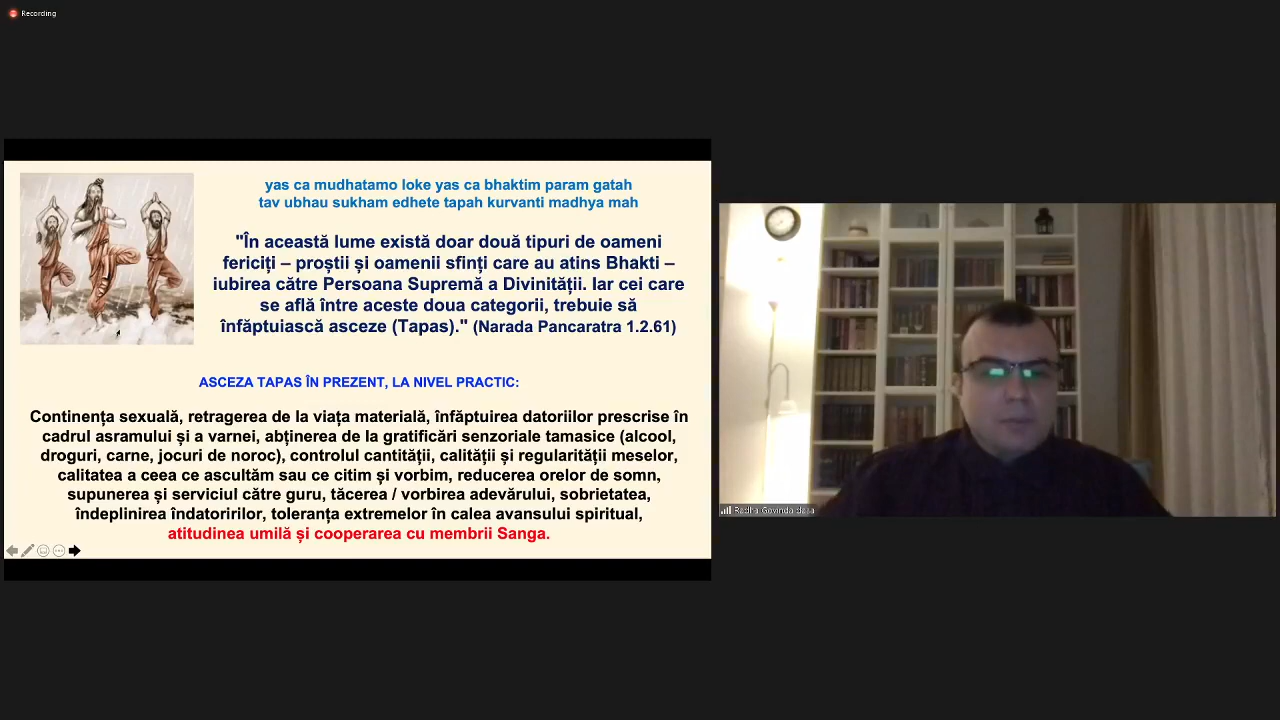 Recording
yas ca mudhatamo loke yas ca bhaktim param gatah
tav ubhau sukham edhete tapah kurvanti madhya mah
"În această lume există doar două tipuri de oameni
fericiți – proștii și oamenii sfinți care au atins Bhakti –
iubirea către Persoana Supremă a Divinității. Iar cei care
se află între aceste doua categorii, trebuie să
înfăptuiască asceze (Tapas)." (Narada Pancaratra 1.2.61)
ASCEZA TAPAS ÎN PREZENT, LA NIVEL PRACTIC:
Continența sexuală, retragerea de la viața materială, înfăptuirea datoriilor prescrise în
cadrul asramului și a varnei, abținerea de la gratificări senzoriale tamasice (alcool,
droguri, carne, jocuri de noroc), controlul cantității, calității și regularității meselor,
calitatea a ceea ce ascultăm sau ce citim și vorbim, reducerea orelor de somn,
supunerea și serviciul către guru, tăcerea / vorbirea adevărului, sobrietatea,
îndeplinirea îndatoririlor, toleranța extremelor în calea avansului spiritual,
atitudinea umilă și cooperarea cu membrii Sanga.
Radha Govinda dasa